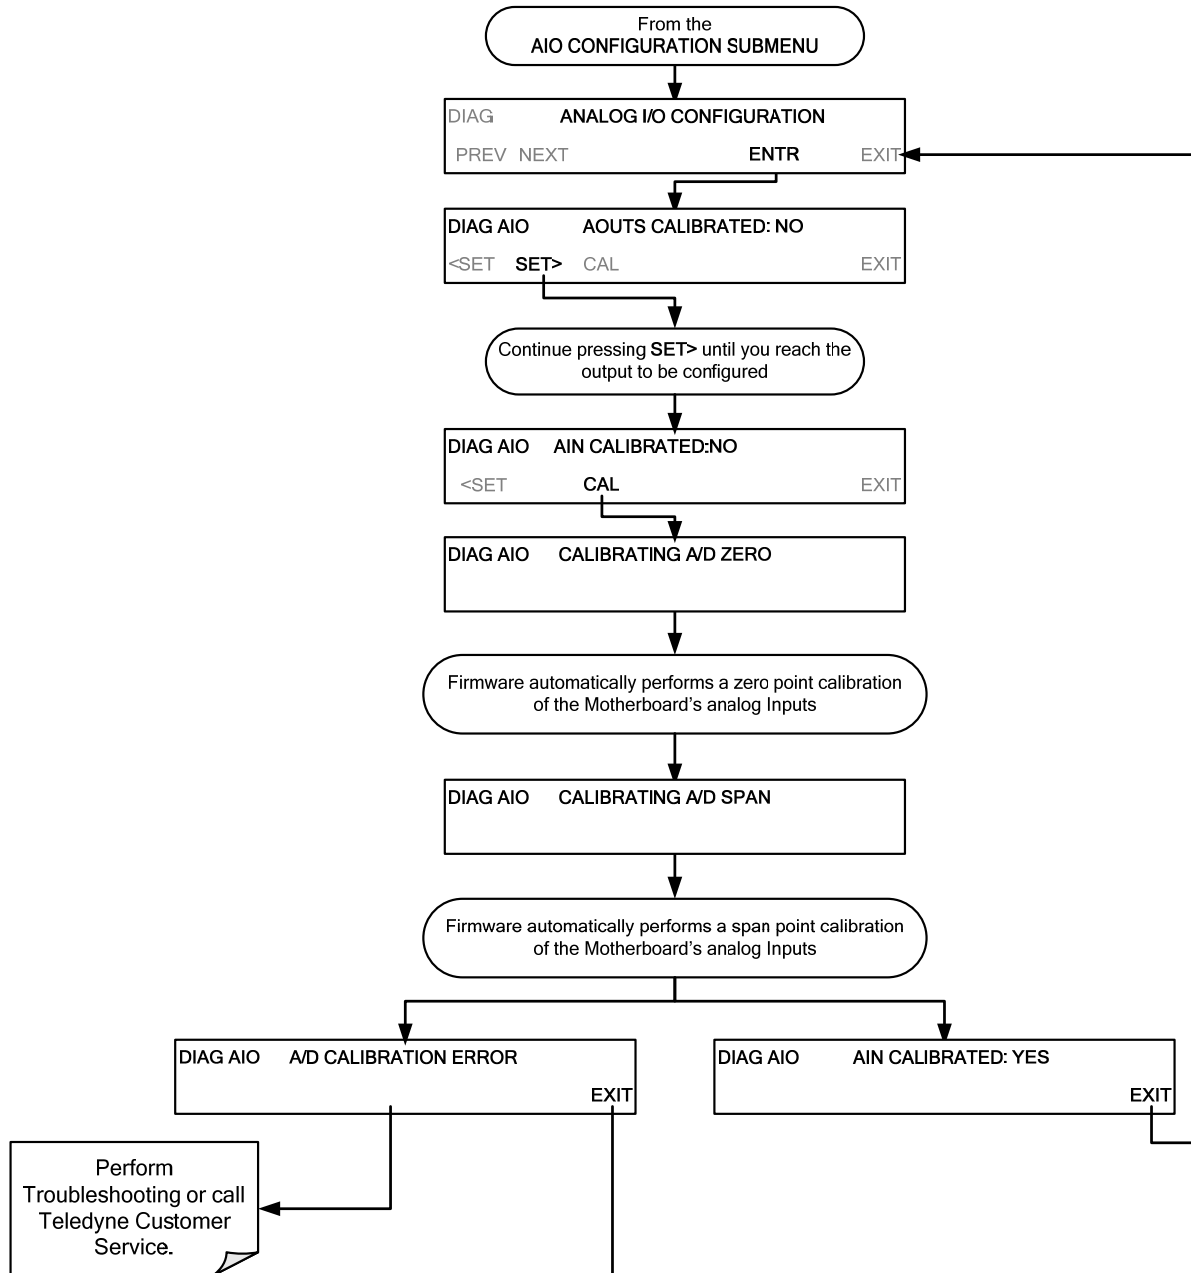 From the
AIO CONFIGURATION SUBMENU
DIAG ANALOG I/O CONFIGURATION
PREV NEXT ENTR EXIT
DIAG AIO AOUTS CALIBRATED: NO
<SET SET> CAL EXIT
Continue pressing SET> until you reach the
output to be configured
DIAG AIO AIN CALIBRATED:NO
<SET CAL EXIT
DIAG AIO CALIBRATING A/D ZERO
Firmware automatically performs a zero point calibration
of the Motherboard's analog Inputs
DIAG AIO CALIBRATING A/D SPAN
Firmware automatically performs a span point calibration
of the Motherboard's analog Inputs
DIAG AIO A/D CALIBRATION ERROR
EXIT
DIAG AIO AIN CALIBRATED: YES
EXIT
Perform
Troubleshooting or call
Teledyne Customer
Service.